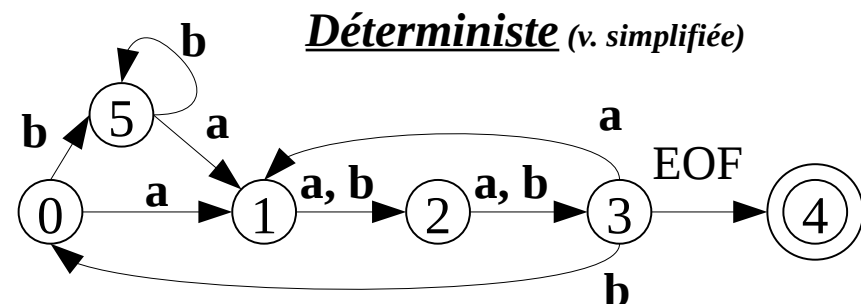 Déterministe (v. simplifiée)
b
5
a
a
b
EOF
0
a
1
a, b
2
a, b
3
4
b